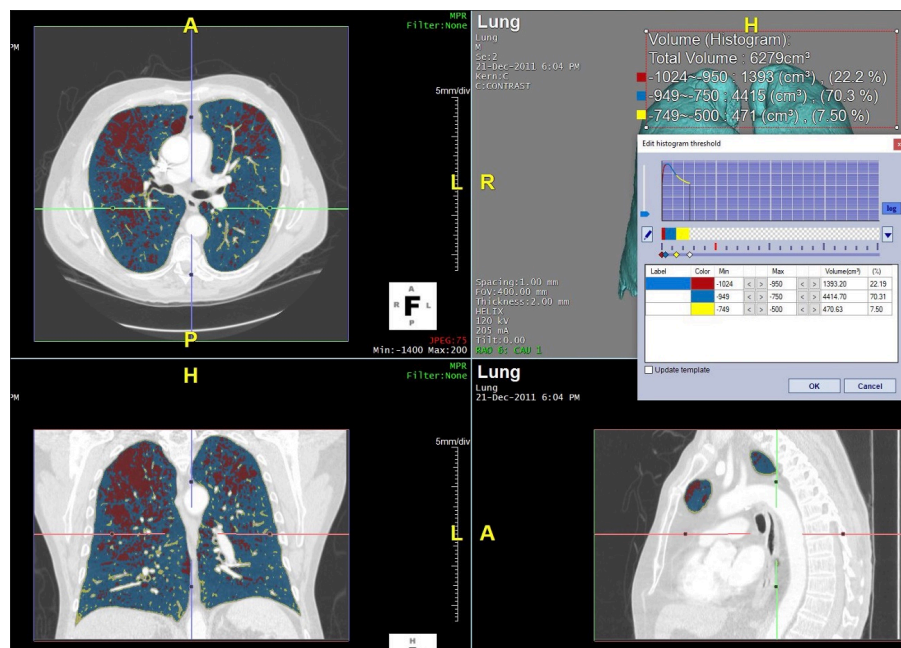 A
MPR
Filter:None
PM
5mm/div
L
A
R F L
P
JPEG:75
Min:-1400 Max:200
P
Lung
Lung
M
Se:2
21-Dec-2011 6:04 PM
Kern:C
C:CONTRAST
H
Volume (Histogram):
Total Volume : 6279cm³
-1024~-950 : 1393 (cm³) , (22.2 %)
-949~-750 : 4415 (cm³) , (70.3 %)
-749~-500 : 471 (cm³) , (7.50 %)
R
Edit histogram threshold
x
log
Label Color Min Max Volume(cm³) (%)
-1024 < > -950 < > 1393.20 22.19
-949 < > -750 < > 4414.70 70.31
-749 < > -500 < > 470.63 7.50
Update template
OK Cancel
Spacing:1.00 mm
FOV:400.00 mm
Thickness:2.00 mm
HELIX
120 kV
205 mA
Tilt:0.00
H
MPR
Filter:None
PM
5mm/div
L
H
Lung
Lung
21-Dec-2011 6:04 PM
A